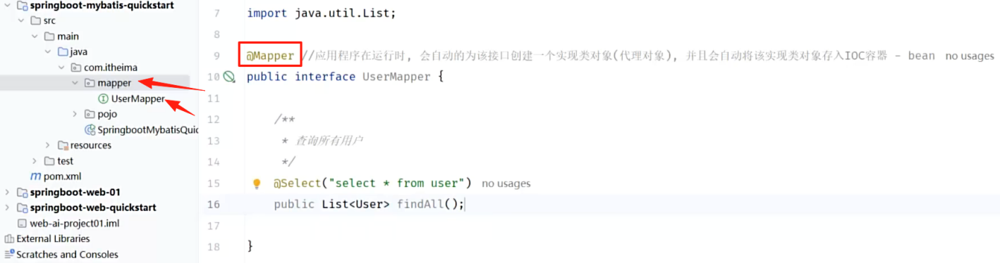 springboot-mybatis-quickstart
src
main
java
com.itheima
mapper
UserMapper
pojo
SpringbootMybatisQuic
resources
test
pom.xml
springboot-web-01
springboot-web-quickstart
web-ai-project01.iml
External Libraries
Scratches and Consoles
7 import java.util.List;
8
9 @Mapper //应用程序在运行时, 会自动的为该接口创建一个实现类对象(代理对象), 并且会自动将该实现类对象存入IOC容器 - bean no usages
10 public interface UserMapper {
11
12 /**
13 * 查询所有用户
14 */
15 @Select("select * from user") no usages
16 public List<User> findAll();
17
18 }